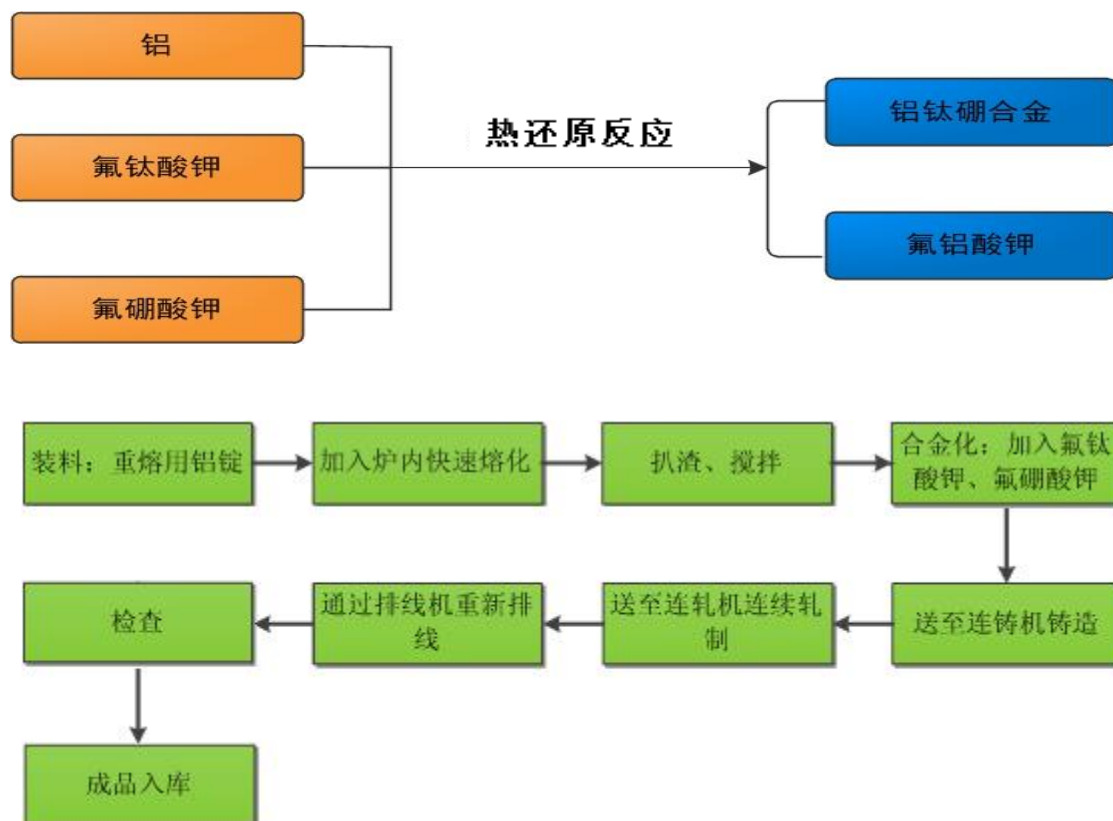 铝
热还原反应
铝钛硼合金
氟钛酸钾
氟铝酸钾
氟硼酸钾
装料：重熔用铝锭
加入炉内快速熔化
扒渣、搅拌
合金化：加入氟钛
酸钾、氟硼酸钾
检查
通过排线机重新排
线
送至连轧机连续轧
制
送至连铸机铸造
成品入库